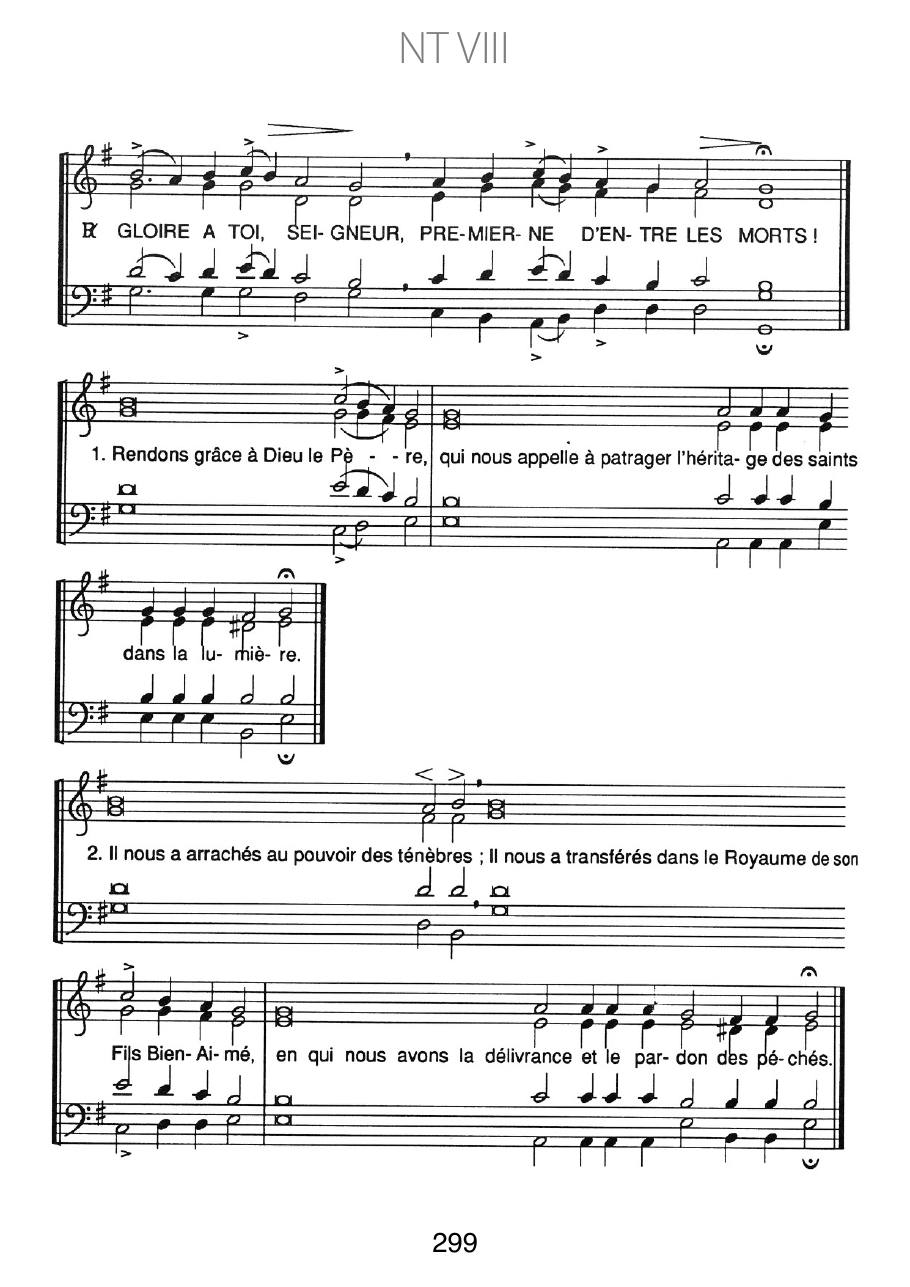 NT VIII
℟ GLOIRE A TOI, SEI- GNEUR, PRE-MIER- NE D'EN- TRE LES MORTS !
1. Rendons grâce à Dieu le Pè - - re, qui nous appelle à patrager l'hérita- ge des saints
dans la lu- miè- re.
2. Il nous a arrachés au pouvoir des ténèbres ; Il nous a transférés dans le Royaume de son
Fils Bien- Ai- mé, en qui nous avons la délivrance et le par- don des pé- chés.
299